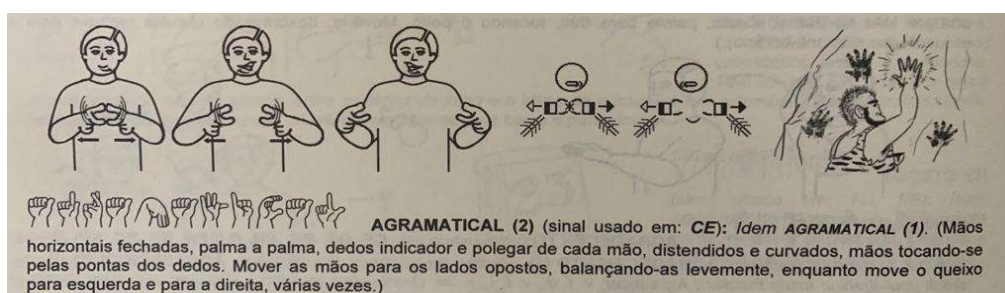 AGRAMATICAL (2) (sinal usado em: CE): Idem AGRAMATICAL (1). (Mãos
horizontais fechadas, palma a palma, dedos indicador e polegar de cada mão, distendidos e curvados, mãos tocando-se
pelas pontas dos dedos. Mover as mãos para os lados opostos, balançando-as levemente, enquanto move o queixo
para esquerda e para a direita, várias vezes.)